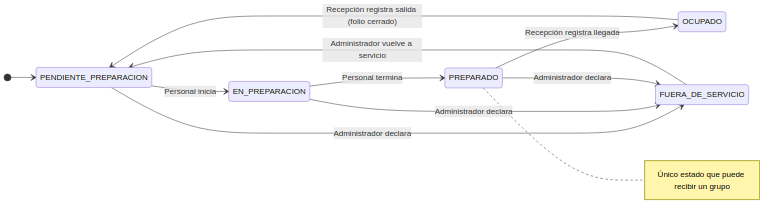 Recepción registra salida
(folio cerrado)
OCUPADO
Recepción registra llegada
Administrador vuelve a
servicio
PENDIENTE_PREPARACION
Personal inicia
EN_PREPARACION
Personal termina
PREPARADO
Administrador declara
FUERA_DE_SERVICIO
Administrador declara
Administrador declara
Único estado que puede
recibir un grupo